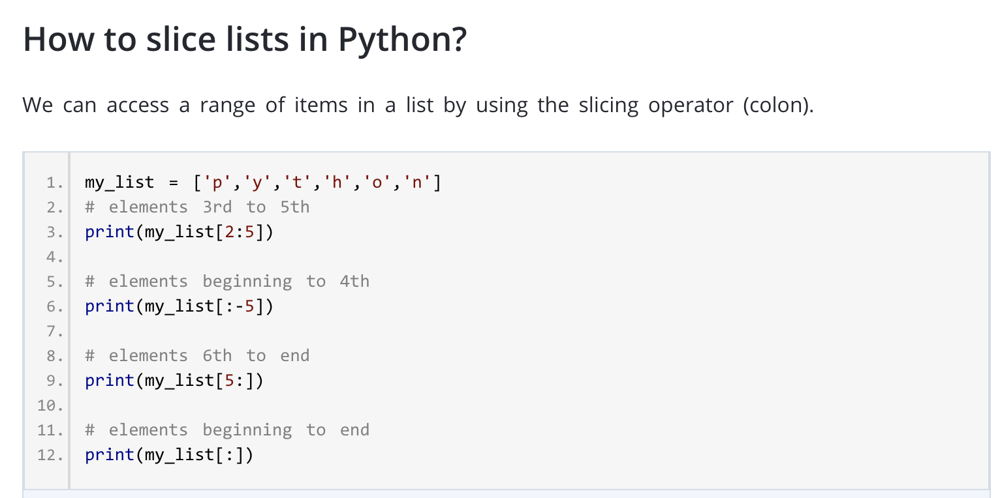 How to slice lists in Python?
We can access a range of items in a list by using the slicing operator (colon).
1. my_list = ['p','y','t','h','o','n']
2. # elements 3rd to 5th
3. print(my_list[2:5])
4.
5. # elements beginning to 4th
6. print(my_list[:-5])
7.
8. # elements 6th to end
9. print(my_list[5:])
10.
11. # elements beginning to end
12. print(my_list[:])